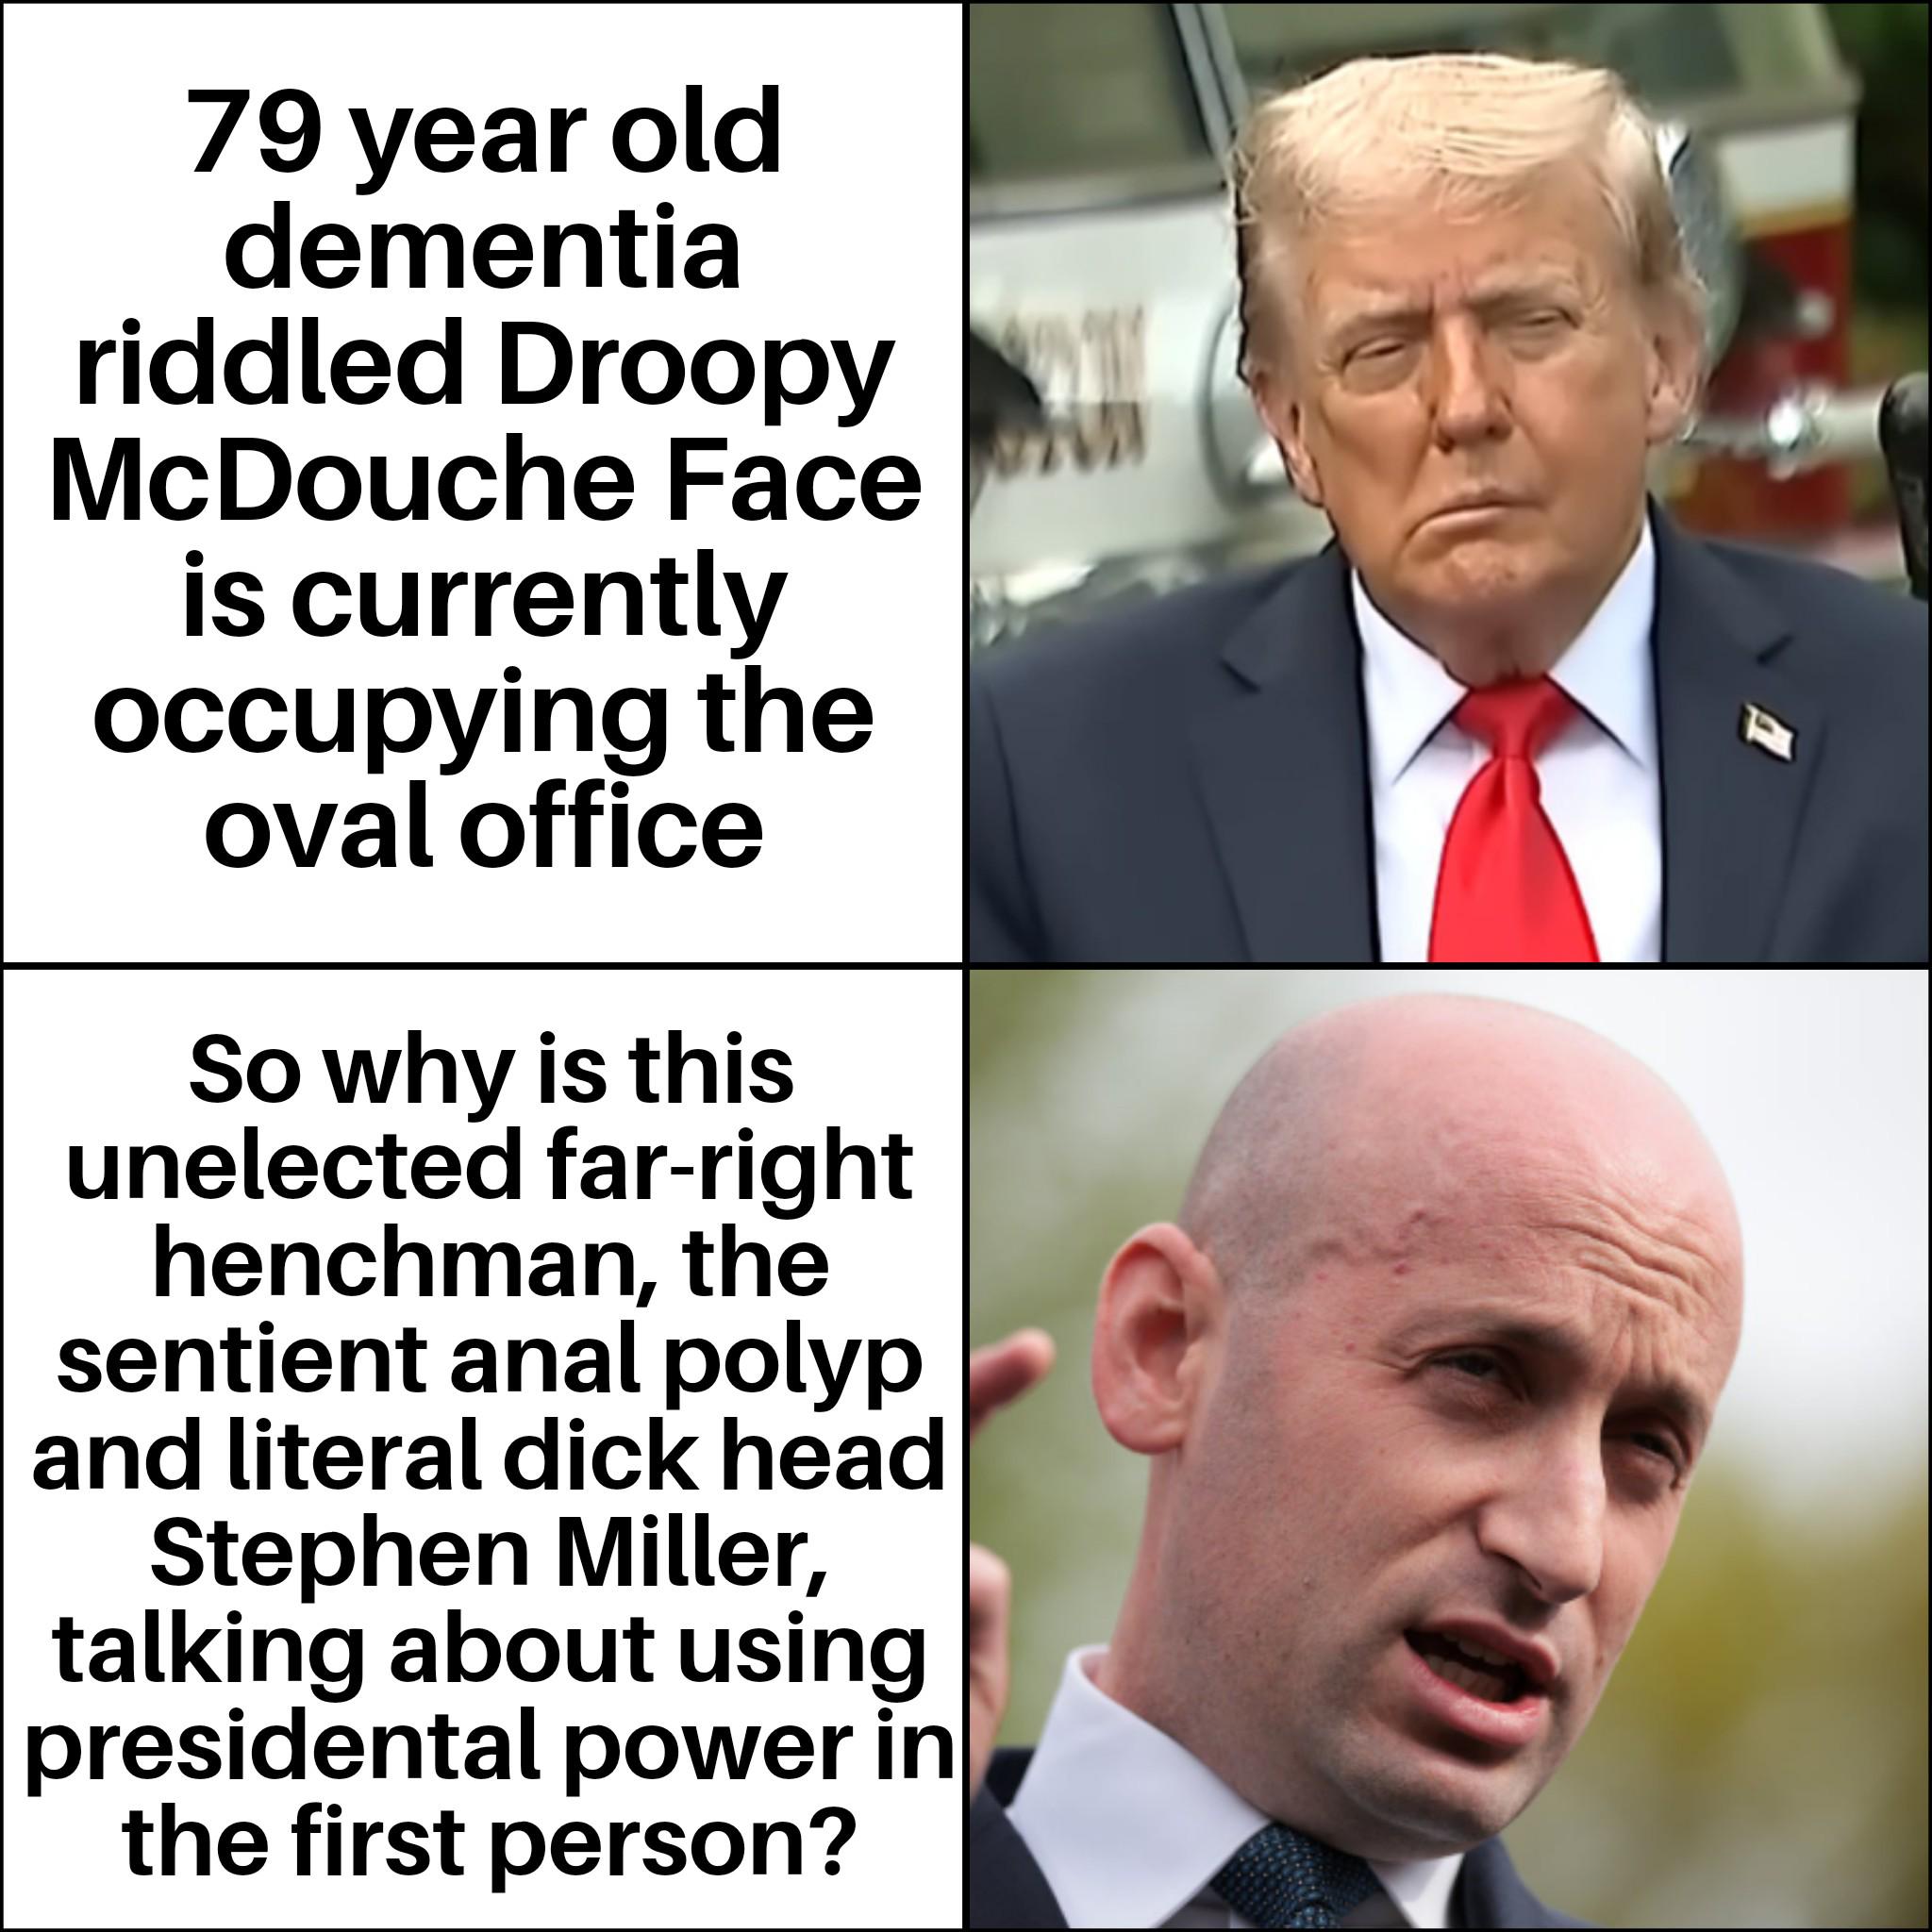 79 year old
dementia
riddled Droopy
McDouche Face
is currently
occupying the
oval office
So why is this
unelected far-right
henchman, the
sentient anal polyp
and literal dick head
Stephen Miller,
talking about using
presidental power in
the first person?